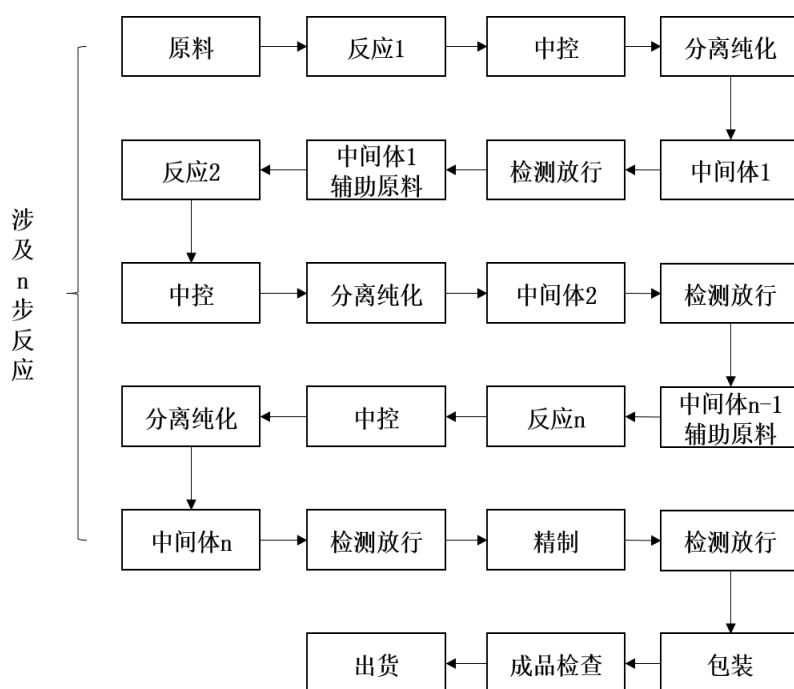 原料
反应1
中控
分离纯化
反应2
中间体1
辅助原料
检测放行
中间体1
涉及n步反应
中控
分离纯化
中间体2
检测放行
分离纯化
中控
反应n
中间体n-1
辅助原料
中间体n
检测放行
精制
检测放行
出货
成品检查
包装